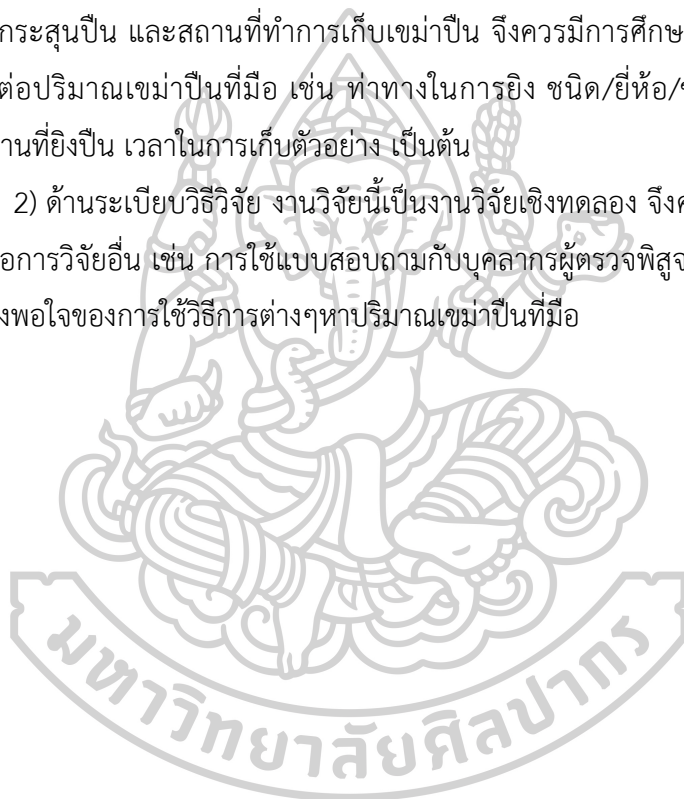 กระสุนปืน และสถานที่ทำการเก็บเขม่าปืน จึงควรมีการศึกษ
ต่อปริมาณเขม่าปืนที่มือ เช่น ท่าทางในการยิง ชนิด/ยี่ห้อ/
านที่ยิงปืน เวลาในการเก็บตัวอย่าง เป็นต้น
2) ด้านระเบียบวิธีวิจัย งานวิจัยนี้เป็นงานวิจัยเชิงทดลอง จึงค
อการวิจัยอื่น เช่น การใช้แบบสอบถามกับบุคลากรผู้ตรวจพิสูจ
งพอใจของการใช้วิธีการต่างๆหาปริมาณเขม่าปืนที่มือ
มหาวิทยาลัยศิลปากร